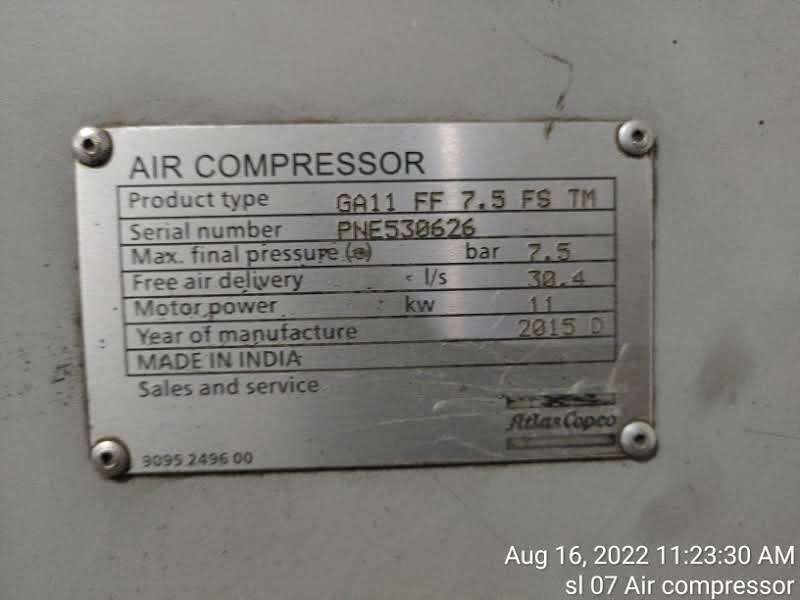 AIR COMPRESSOR
Product type GA11 FF 7.5 FS TM
Serial number PNE530626
Max. final pressure (e) bar 7.5
Free air delivery l/s 30.4
Motor power kw 11
Year of manufacture 2015 D
MADE IN INDIA
Sales and service
Atlas Copco
9095 2496 00
Aug 16, 2022 11:23:30 AM
sl 07 Air compressor